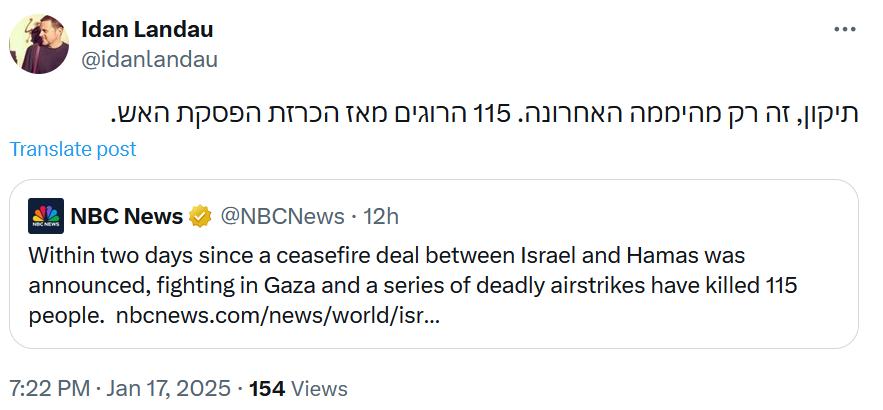 Idan Landau
@idanlandau
תיקון, זה רק מהיממה האחרונה. 115 הרוגים מאז הכרזת הפסקת האש.
Translate post
NBC NEWS
NBC News @NBCNews · 12h
Within two days since a ceasefire deal between Israel and Hamas was
announced, fighting in Gaza and a series of deadly airstrikes have killed 115
people. nbcnews.com/news/world/isr...
7:22 PM · Jan 17, 2025 · 154 Views